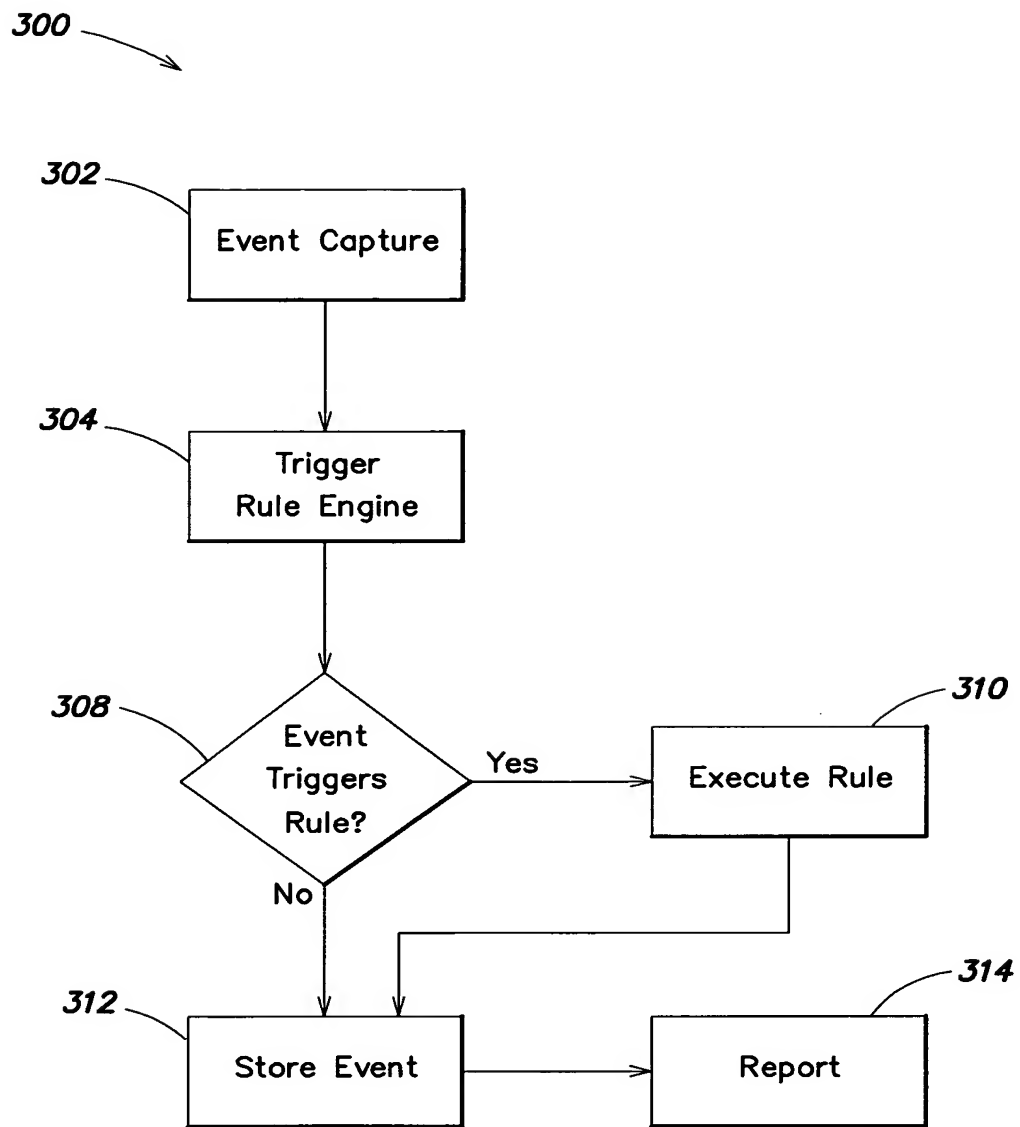 300
302
Event Capture
304
Trigger
Rule Engine
308
Event
Triggers
Rule?
Yes
310
Execute Rule
No
312
Store Event
314
Report